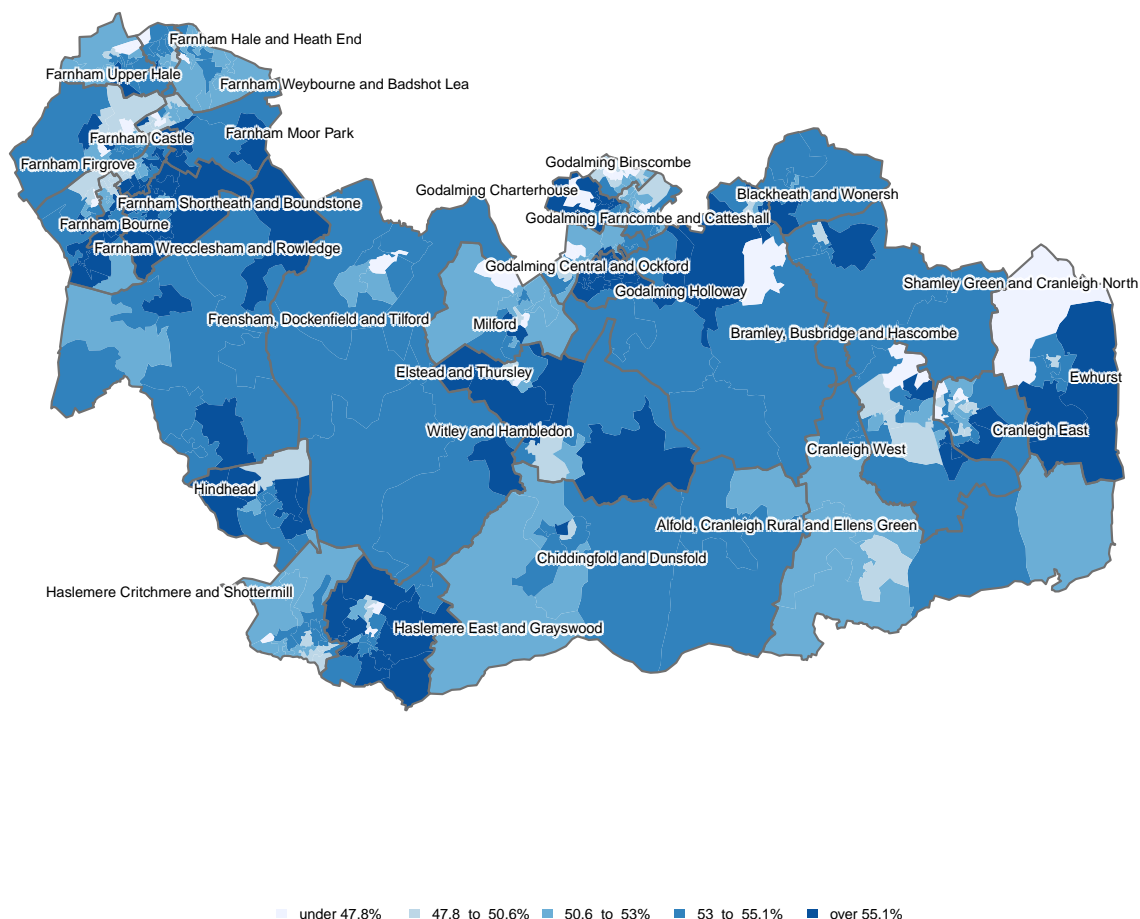 Farnham Hale and Heath End
Farnham Upper Hale
Farnham Weybourne and Badshot Lea
Farnham Moor Park
Farnham Castle
Farnham Firgrove
Godalming Binscombe
Godalming Charterhouse
Blackheath and Wonersh
Farnham Shortheath and Boundstone
Godalming Farncombe and Catteshall
Farnham Bourne
Farnham Wrecclesham and Rowledge
Godalming Central and Ockford
Shamley Green and Cranleigh North
Godalming Holloway
Frensham, Dockenfield and Tilford
Milford
Bramley, Busbridge and Hascombe
Elstead and Thursley
Ewhurst
Witley and Hambledon
Cranleigh East
Cranleigh West
Hindhead
Alfold, Cranleigh Rural and Ellens Green
Chiddingfold and Dunsfold
Haslemere Critchmere and Shottermill
Haslemere East and Grayswood
under 47.8% 47.8 to 50.6% 50.6 to 53% 53 to 55.1% over 55.1%